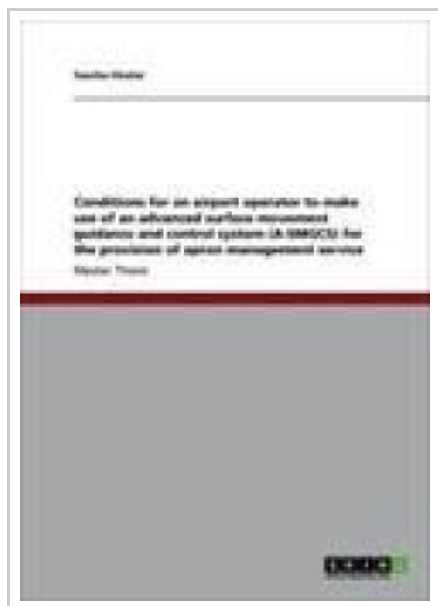 Conditions for an airport operator to make
use of an advanced surface movement
guidance and control system (A-SMGCS) for
the provision of apron management service
Master Thesis
GRIN